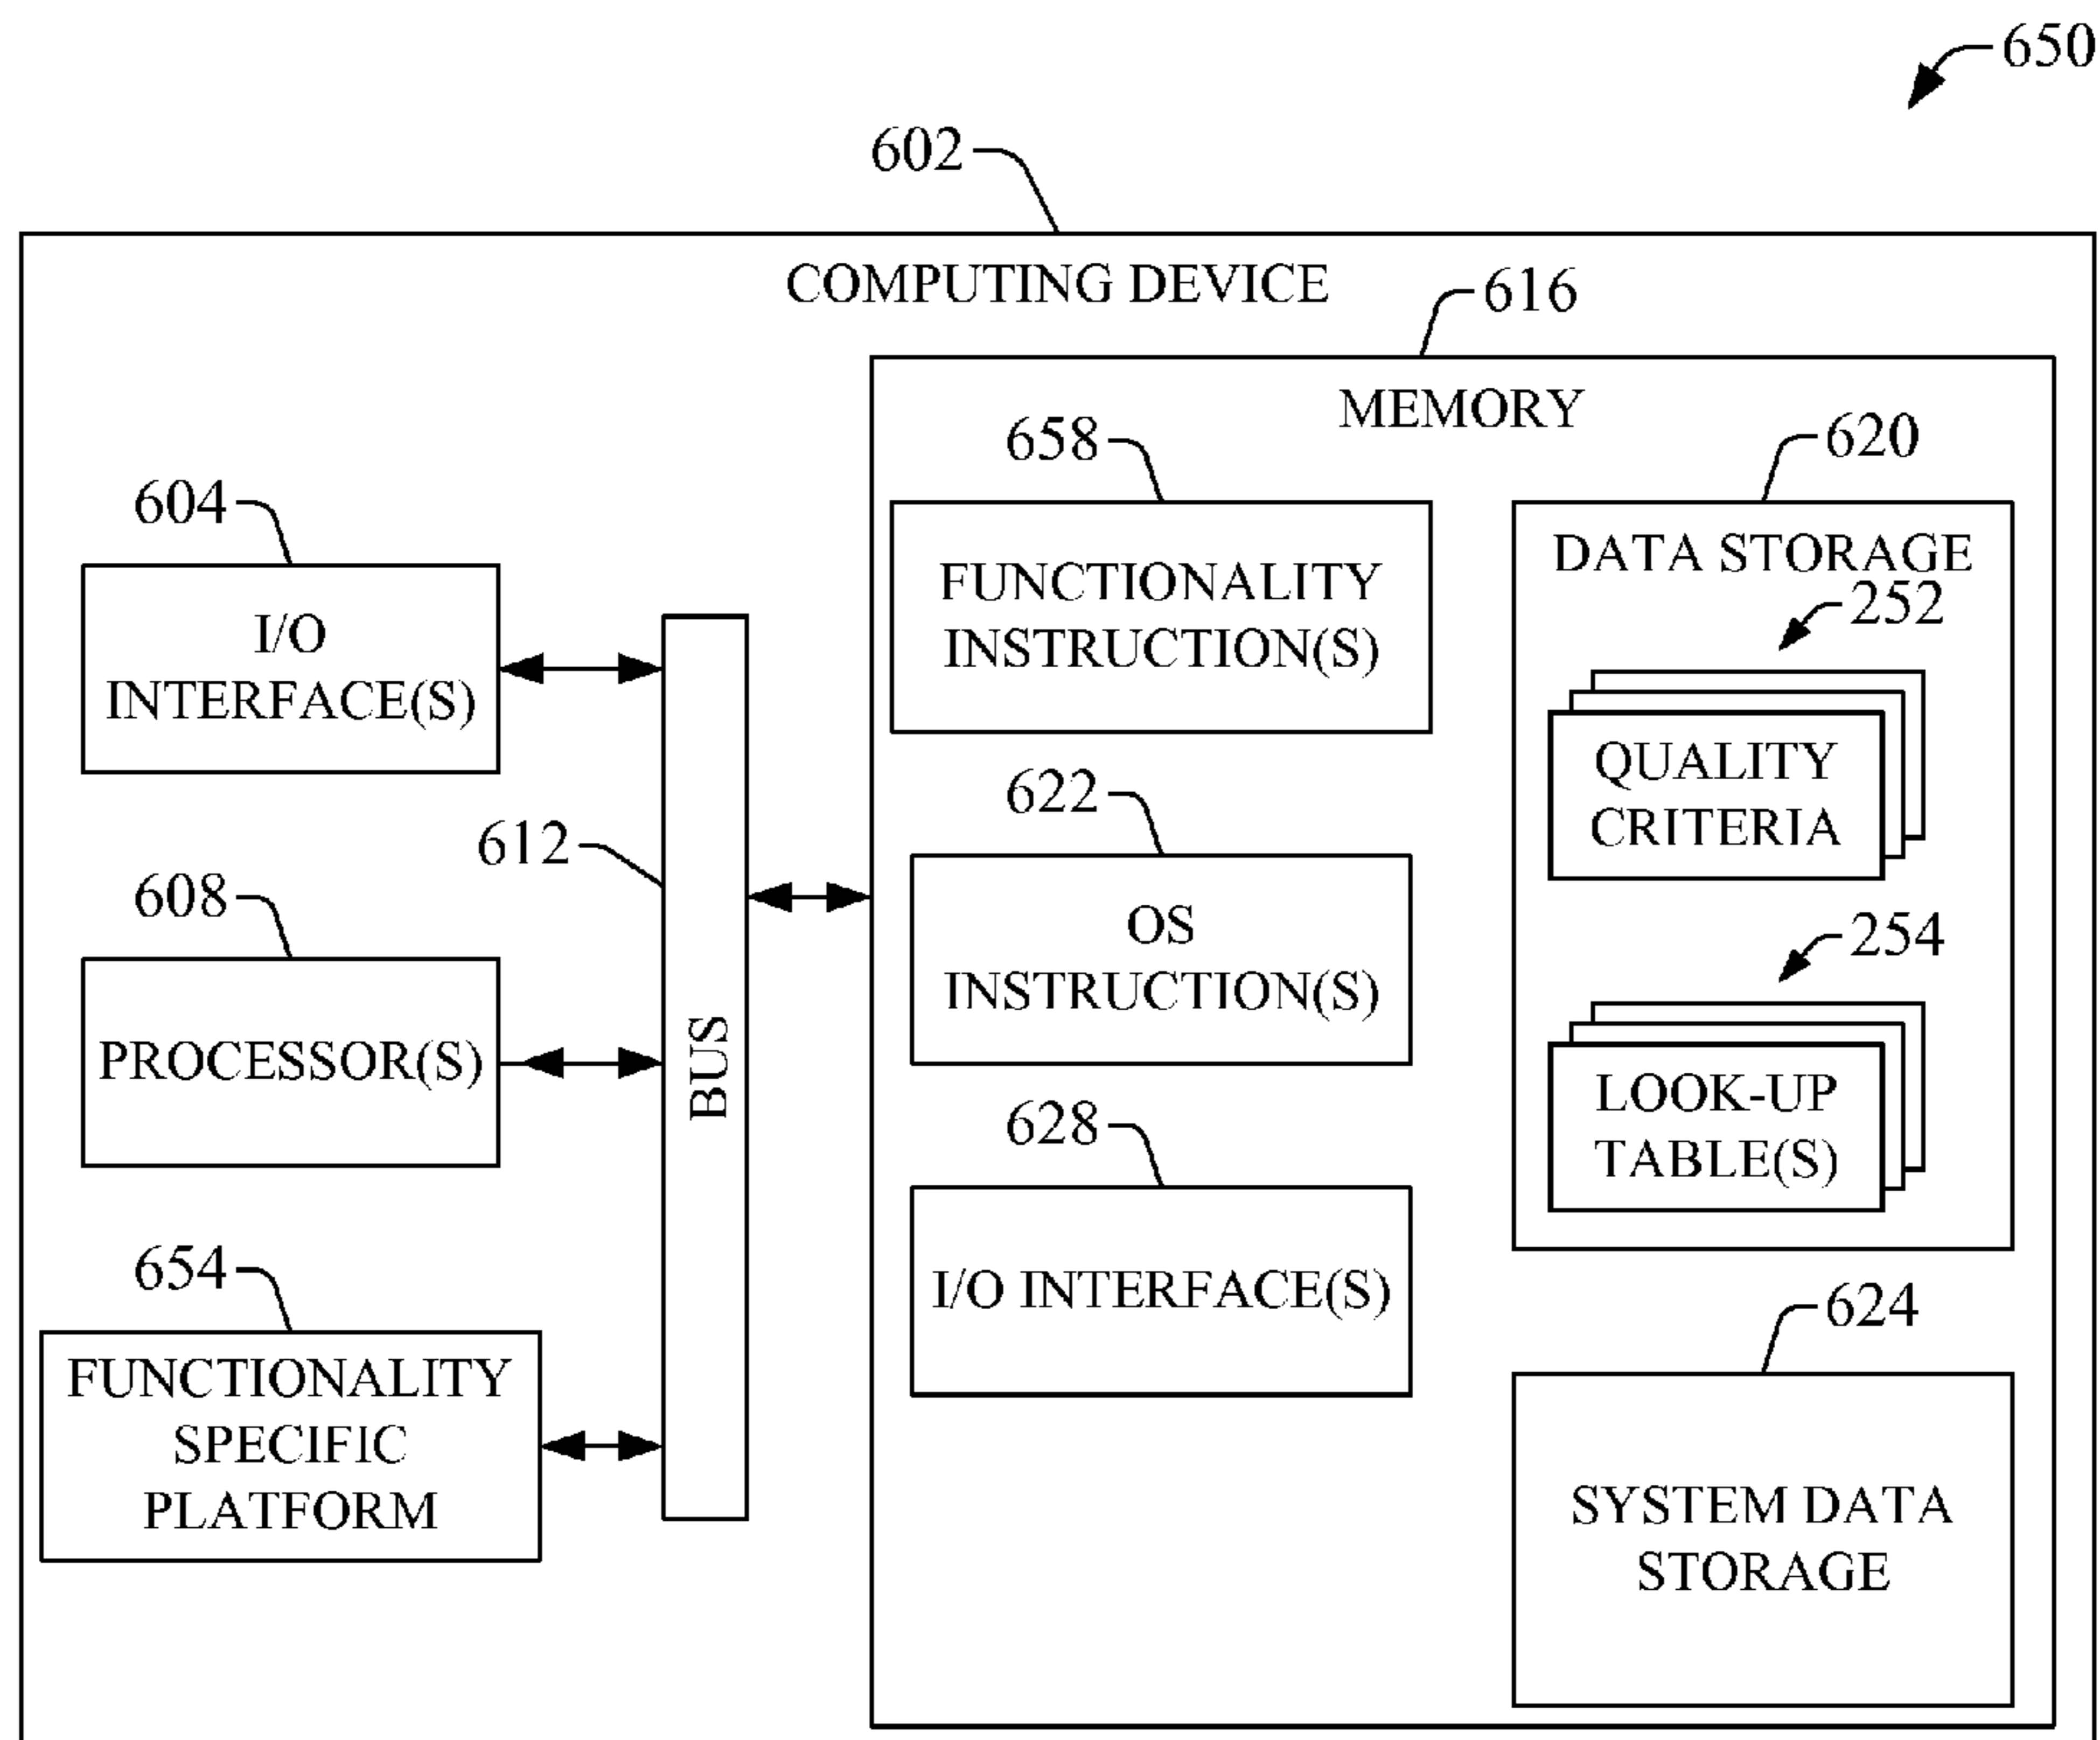 650
602
COMPUTING DEVICE
616
MEMORY
604
I/O
INTERFACE(S)
608
PROCESSOR(S)
654
FUNCTIONALITY
SPECIFIC
PLATFORM
612
BUS
658
FUNCTIONALITY
INSTRUCTION(S)
622
OS
INSTRUCTION(S)
628
I/O INTERFACE(S)
620
DATA STORAGE
252
QUALITY
CRITERIA
254
LOOK-UP
TABLE(S)
624
SYSTEM DATA
STORAGE